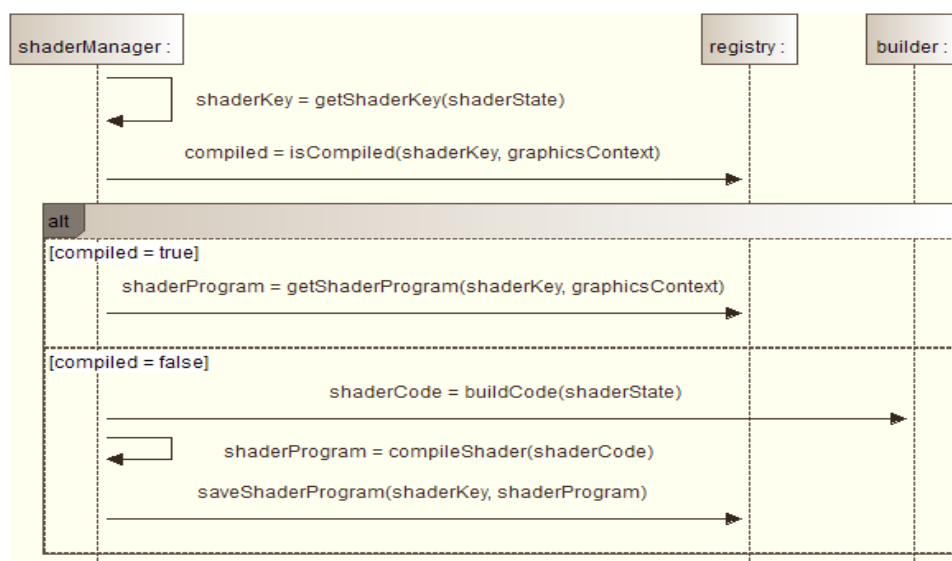 shaderManager :
registry :
builder :
shaderKey = getShaderKey(shaderState)
compiled = isCompiled(shaderKey, graphicsContext)
alt
[compiled = true]
shaderProgram = getShaderProgram(shaderKey, graphicsContext)
[compiled = false]
shaderCode = buildCode(shaderState)
shaderProgram = compileShader(shaderCode)
saveShaderProgram(shaderKey, shaderProgram)